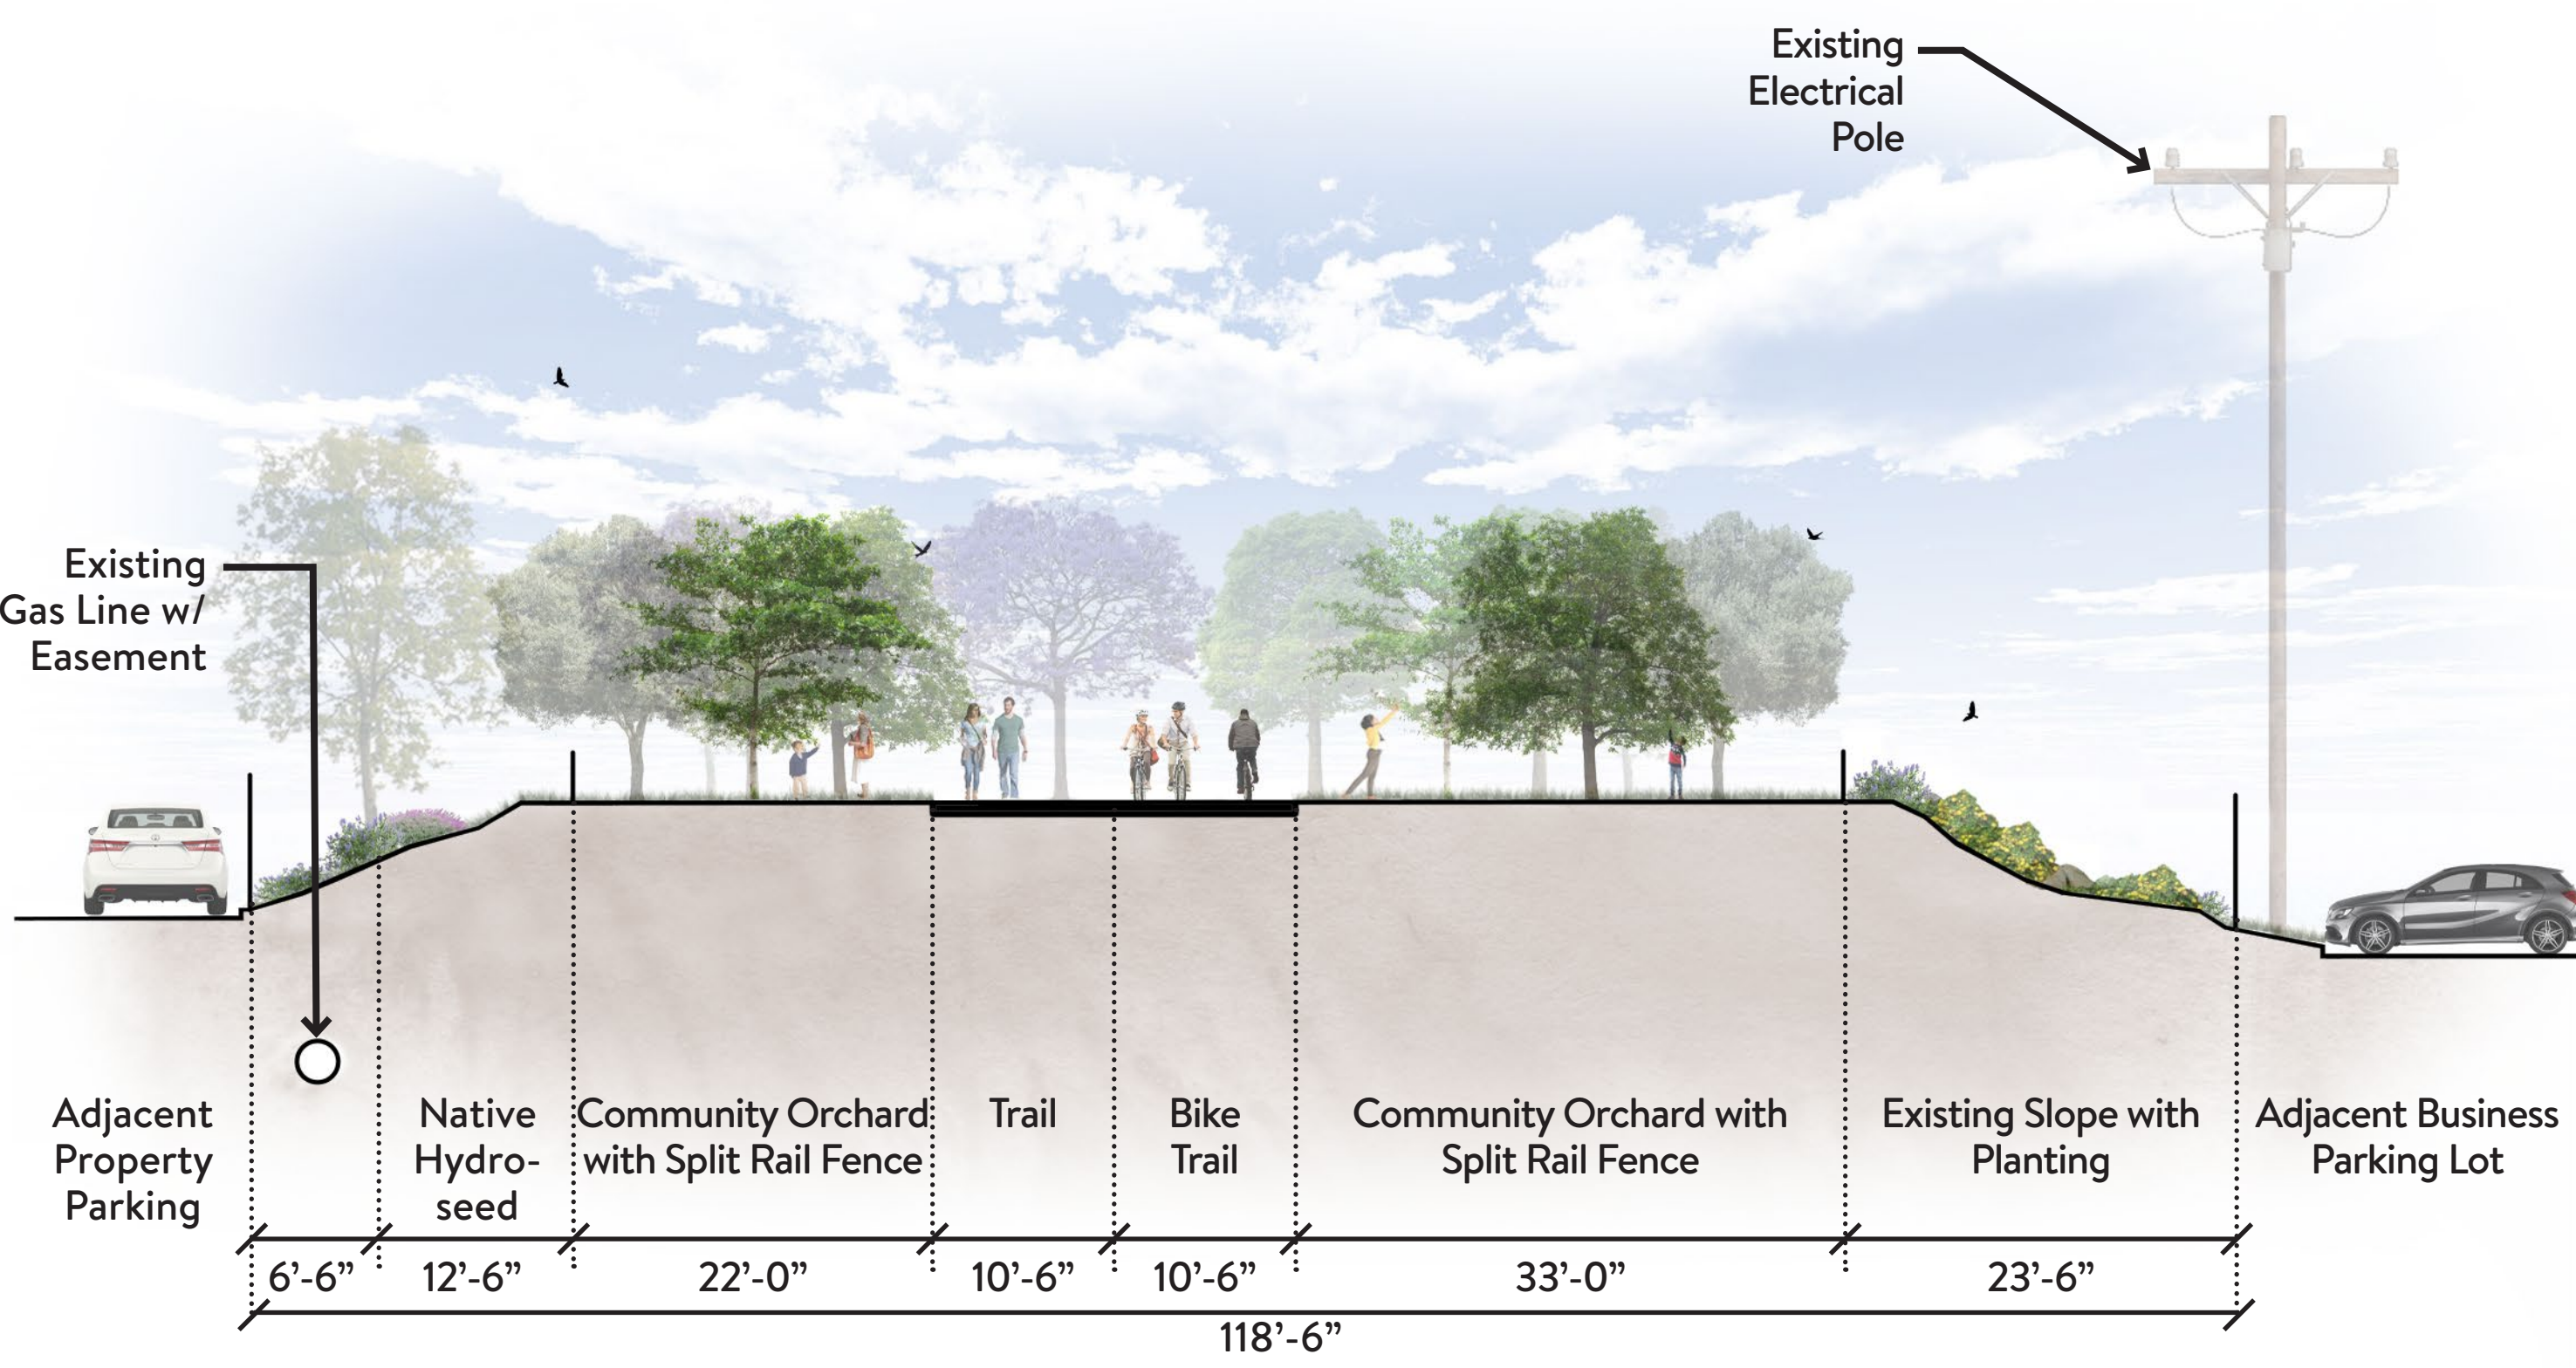 Existing
Electrical
Pole
Existing
Gas Line w/
Easement
Adjacent
Property
Parking
Native
Hydro-
seed
Community Orchard
with Split Rail Fence
Trail
Bike
Trail
Community Orchard with
Split Rail Fence
Existing Slope with
Planting
Adjacent Business
Parking Lot
6’-6”
12’-6”
22’-0”
10’-6”
10’-6”
33’-0”
23’-6”
118’-6”